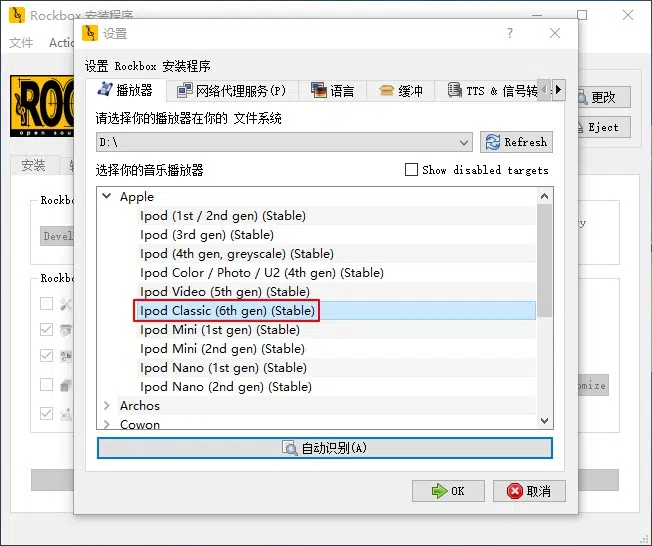 Rockbox 安装程序
文件
设置
?
设置 Rockbox 安装程序
播放器
网络代理服务(P)
语言
缓冲
TTS & 信号转
更改
请选择你的播放器在你的 文件系统
D:\
Refresh
Eject
安装
选择你的音乐播放器
Show disabled targets
Apple
Ipod (1st / 2nd gen) (Stable)
Ipod (3rd gen) (Stable)
Ipod (4th gen, greyscale) (Stable)
Ipod Color / Photo / U2 (4th gen) (Stable)
Ipod Video (5th gen) (Stable)
Ipod Classic (6th gen) (Stable)
Ipod Mini (1st gen) (Stable)
Ipod Mini (2nd gen) (Stable)
Ipod Nano (1st gen) (Stable)
Ipod Nano (2nd gen) (Stable)
Archos
Cowon
自动识别(A)
OK
取消